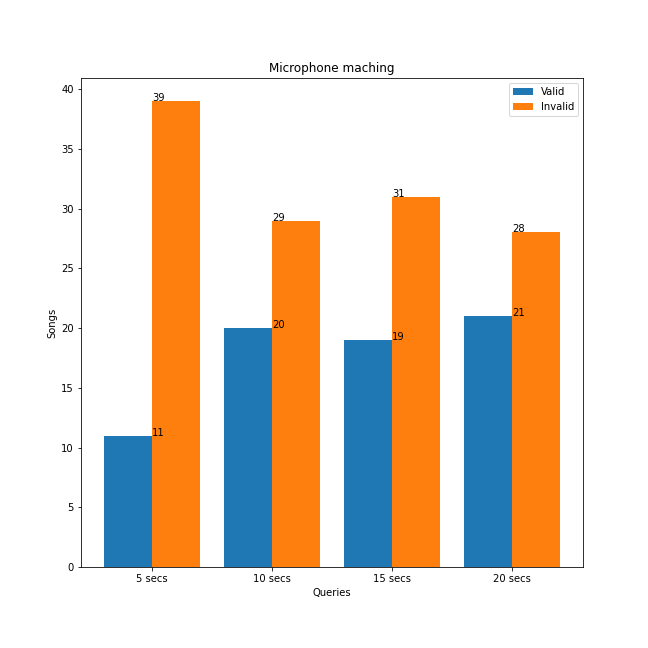 Microphone maching
40
35
30
25
20
15
10
5
0
Songs
Valid
Invalid
39
29
31
28
11
20
19
21
5 secs
10 secs
15 secs
20 secs
Queries